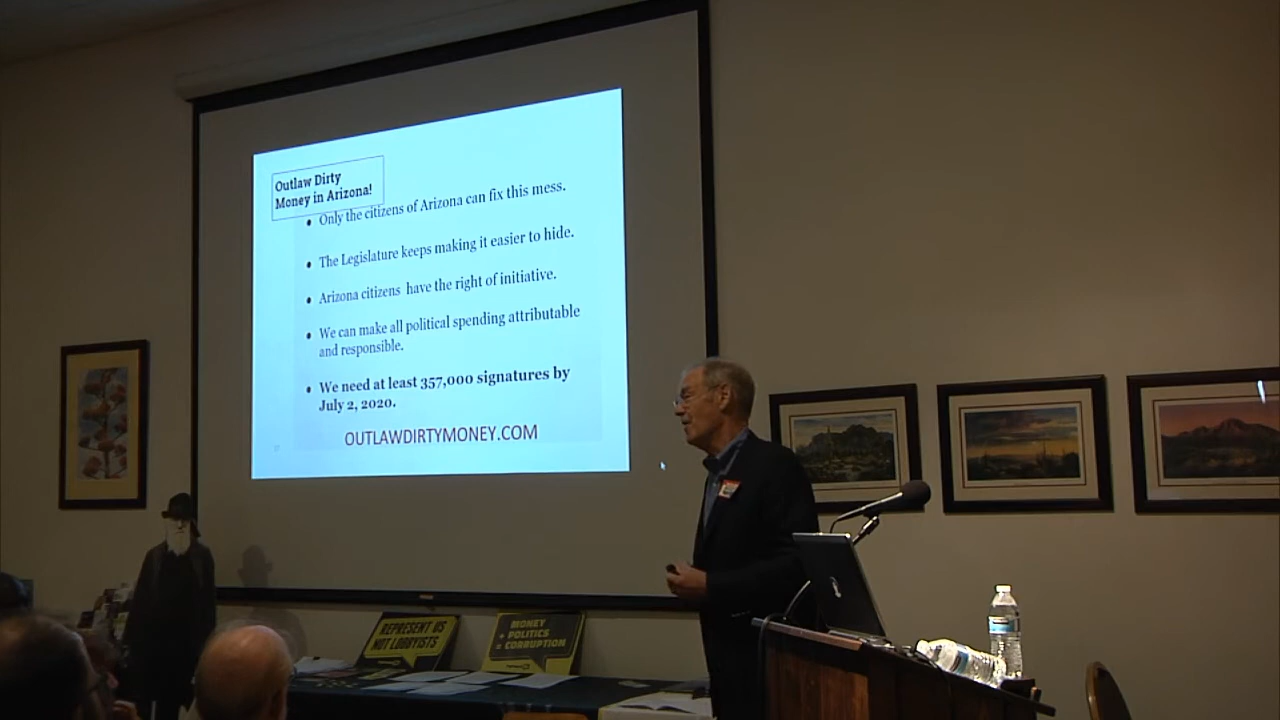 Outlaw Dirty
Money in Arizona!
• Only the citizens of Arizona can fix this mess.
• The Legislature keeps making it easier to hide.
• Arizona citizens have the right of initiative.
• We can make all political spending attributable
and responsible.
• We need at least 357,000 signatures by
July 2, 2020.
OUTLAWDIRTYMONEY.COM
REPRESENT US
NOT LOBBYISTS
MONEY
+ POLITICS
= CORRUPTION